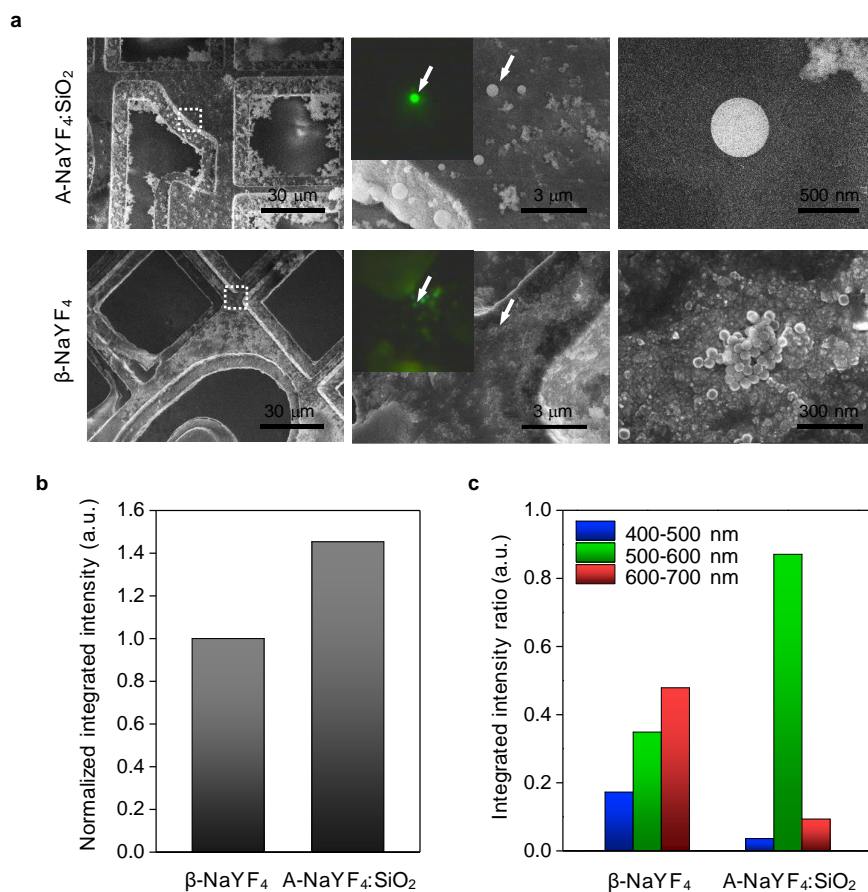 a
A-NaYF₄:SiO₂
30 μm
3 μm
500 nm
β-NaYF₄
30 μm
3 μm
300 nm
b
Normalized integrated intensity (a.u.)
1.6
1.4
1.2
1.0
0.8
0.6
0.4
0.2
0.0
β-NaYF₄ A-NaYF₄:SiO₂
c
Integrated intensity ratio (a.u.)
1.0
0.8
0.6
0.4
0.2
0.0
400-500 nm
500-600 nm
600-700 nm
β-NaYF₄ A-NaYF₄:SiO₂